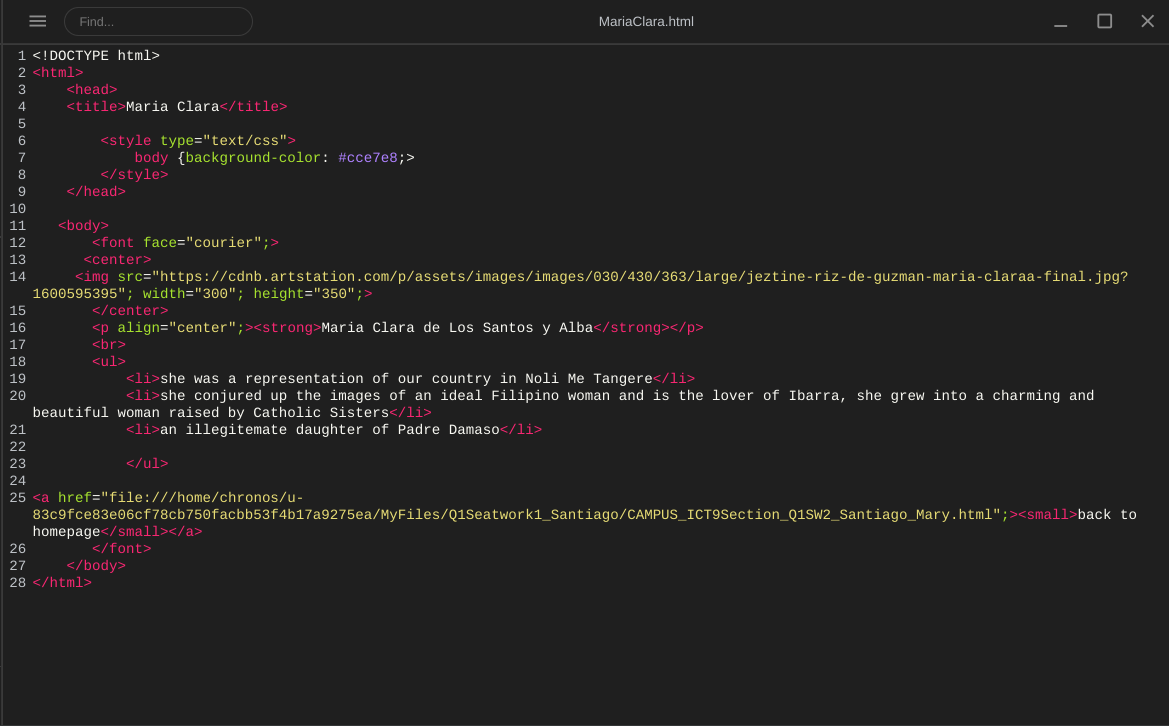 Find...
MariaClara.html
1 <!DOCTYPE html>
2 <html>
3     <head>
4     <title>Maria Clara</title>
5
6         <style type="text/css">
7             body {background-color: #cce7e8;>
8         </style>
9     </head>
10
11    <body>
12        <font face="courier";>
13       <center>
14      <img src="https://cdnb.artstation.com/p/assets/images/images/030/430/363/large/jeztine-riz-de-guzman-maria-claraa-final.jpg?
1600595395"; width="300"; height="350";>
15        </center>
16        <p align="center";><strong>Maria Clara de Los Santos y Alba</strong></p>
17        <br>
18        <ul>
19            <li>she was a representation of our country in Noli Me Tangere</li>
20            <li>she conjured up the images of an ideal Filipino woman and is the lover of Ibarra, she grew into a charming and
beautiful woman raised by Catholic Sisters</li>
21            <li>an illegitemate daughter of Padre Damaso</li>
22
23            </ul>
24
25 <a href="file:///home/chronos/u-
83c9fce83e06cf78cb750facbb53f4b17a9275ea/MyFiles/Q1Seatwork1_Santiago/CAMPUS_ICT9Section_Q1SW2_Santiago_Mary.html";><small>back to
homepage</small></a>
26        </font>
27     </body>
28 </html>